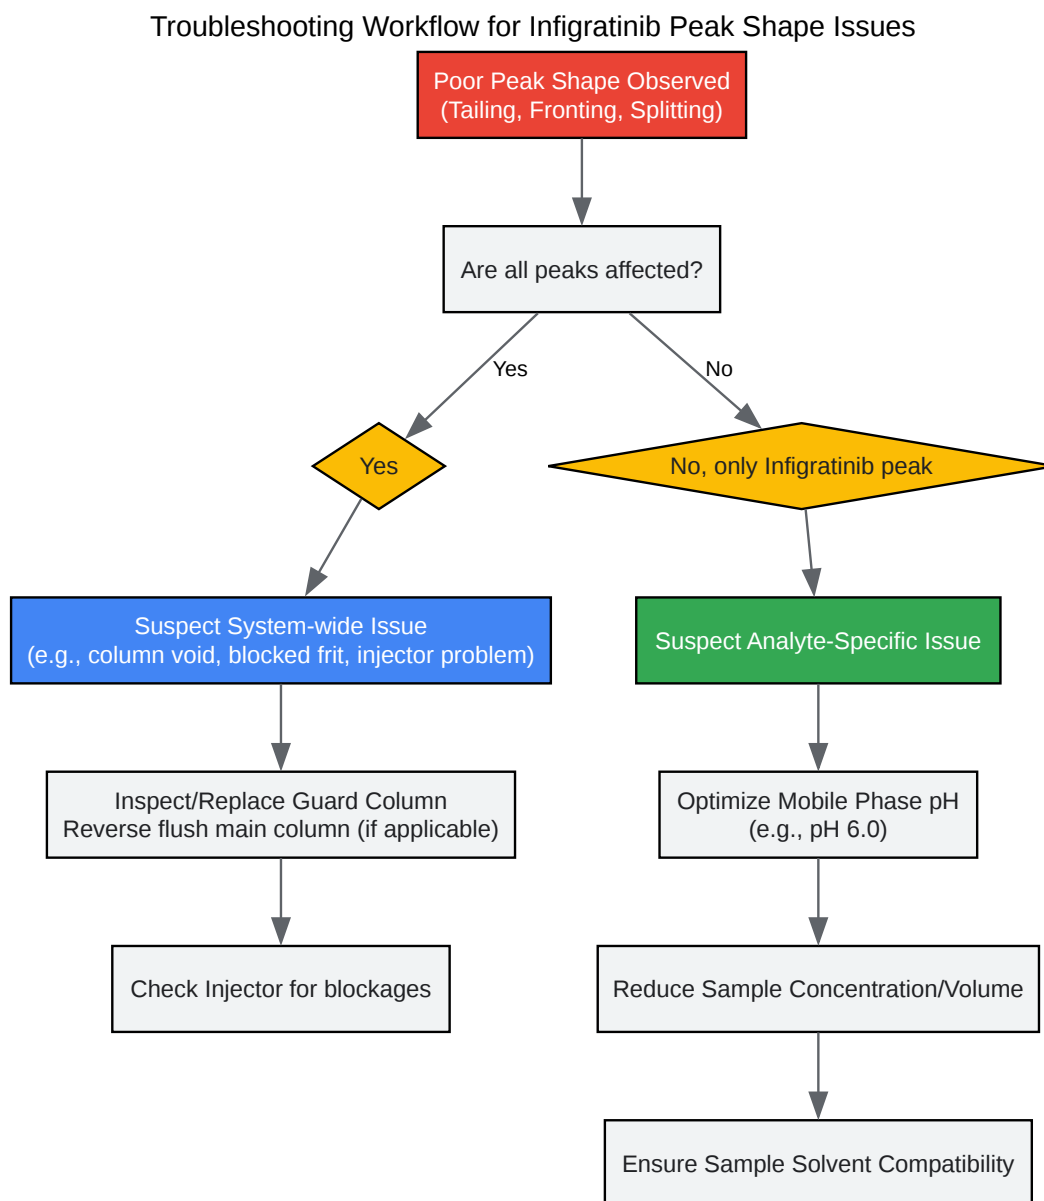 Troubleshooting Workflow for Infigratinib Peak Shape Issues
Poor Peak Shape Observed
(Tailing, Fronting, Splitting)
Are all peaks affected?
Yes
No
Yes
No, only Infigratinib peak
Suspect System-wide Issue
(e.g., column void, blocked frit, injector problem)
Suspect Analyte-Specific Issue
Inspect/Replace Guard Column
Reverse flush main column (if applicable)
Optimize Mobile Phase pH
(e.g., pH 6.0)
Check Injector for blockages
Reduce Sample Concentration/Volume
Ensure Sample Solvent Compatibility